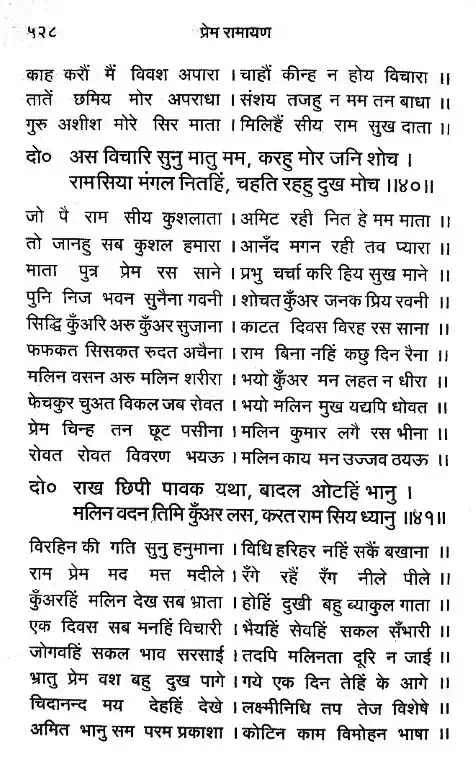 ५२८
प्रेम रामायण
काह करौं मैं विवश अपारा । चाहौं कीन्ह न होय विचारा ॥
तातें छमिय मोर अपराधा । संशय तजहु न मम तन बाधा ॥
गुरु अशीश मोरे सिर माता । मिलिहैं सीय राम सुख दाता ॥
दो० अस विचारि सुनु मातु मम, करहु मोर जनि शोच ।
रामसिया मंगल नितहिं, चहति रहहु दुख मोच ॥४०॥
जो पै राम सीय कुशलाता । अमिट रही नित हे मम माता ॥
तो जानहु सब कुशल हमारा । आनँद मगन रही तव प्यारा ॥
माता पुत्र प्रेम रस साने । प्रभु चर्चा करि हिय सुख माने ॥
पुनि निज भवन सुनैना गवनी । शोचत कुँअर जनक प्रिय रवनी ॥
सिद्धि कुँअरि अरु कुँअर सुजाना । काटत दिवस विरह रस साना ॥
फफकत सिसकत रुदत अचैना । राम बिना नहिं कछु दिन रैना ॥
मलिन वसन अरु मलिन शरीरा । भयो कुँअर मन लहत न धीरा ॥
फेचकुर चुअत विकल जब रोवत । भयो मलिन मुख यद्यपि धोवत ॥
प्रेम चिन्ह तन छूट पसीना । मलिन कुमार लगै रस भीना ॥
रोवत रोवत विवरण भयऊ । मलिन काय मन उज्जव ठयऊ ॥
दो० राख छिपी पावक यथा, बादल ओटहिं भानु ।
मलिन वदन तिमि कुँअर लस, करत राम सिय ध्यानु ॥४१॥
विरहिन की गति सुनु हनुमाना । विधि हरिहर नहिं सकैं बखाना ॥
राम प्रेम मद मत्त मदीले । रँगे रहैं रँग नीले पीले ॥
कुँअरहिं मलिन देख सब भ्राता । होहिं दुखी बहु ब्याकुल गाता ॥
एक दिवस सब मनहिं विचारी । भैयहिं सेवहिं सकल सँभारी ॥
जोगवहिं सकल भाव सरसाई । तदपि मलिनता दूरि न जाई ॥
भ्रातु प्रेम वश बहु दुख पागे । गये एक दिन तेहिं के आगे ॥
चिदानन्द मय देहहिं देखे । लक्ष्मीनिधि तप तेज विशेषे ॥
अमित भानु सम परम प्रकाशा । कोटिन काम विमोहन भाषा ॥